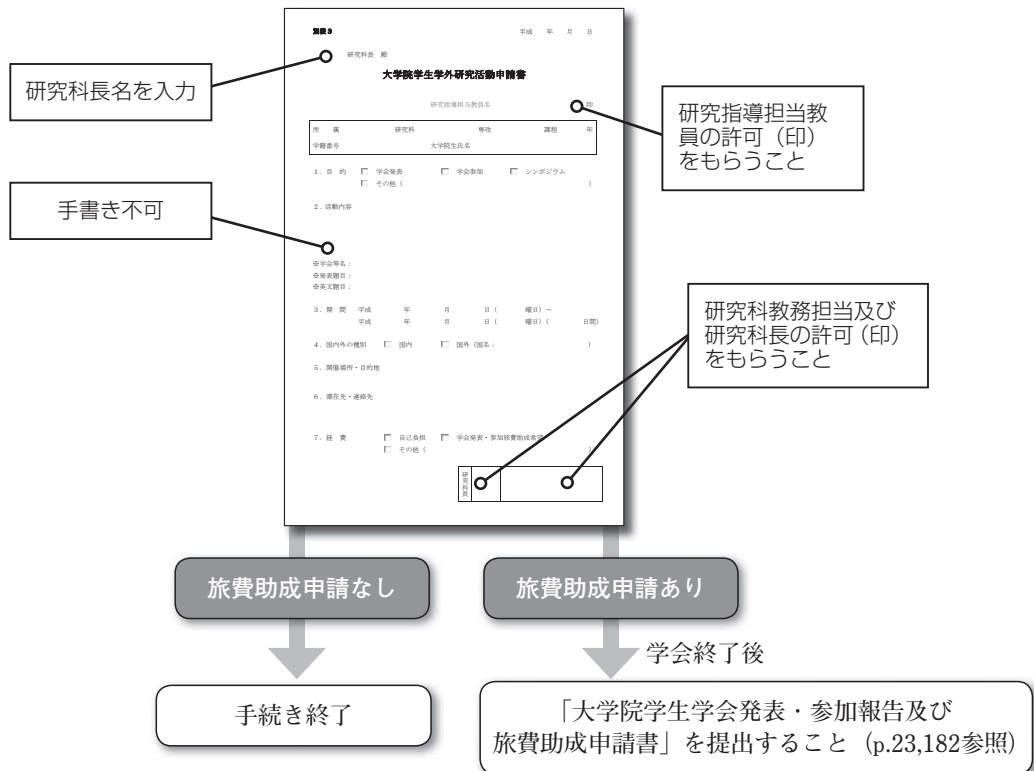 別表3 平成 年 月 日
研究科長 殿
大学院学生学外研究活動申請書
研究指導担当教員名 印
所 属 研究科 専攻 課程 年
学籍番号 大学院生氏名
1．目 的 学会発表 学会参加 シンポジウム
その他（ ）
2．活動内容
※学会等名：
※発表題目：
※英文題目：
3．期 間 平成 年 月 日（ 曜日）～
平成 年 月 日（ 曜日）（ 日間）
4．国内外の種別 国内 国外（国名： ）
5．開催場所・目的地
6．滞在先・連絡先
7．経 費 自己負担 学会発表・参加旅費助成希望
その他（ ）
研究科長
研究科長名を入力
手書き不可
研究指導担当教
員の許可（印）
をもらうこと
研究科教務担当及び
研究科長の許可（印）
をもらうこと
旅費助成申請なし
旅費助成申請あり
学会終了後
手続き終了
「大学院学生学会発表・参加報告及び
旅費助成申請書」を提出すること（p.23,182参照）